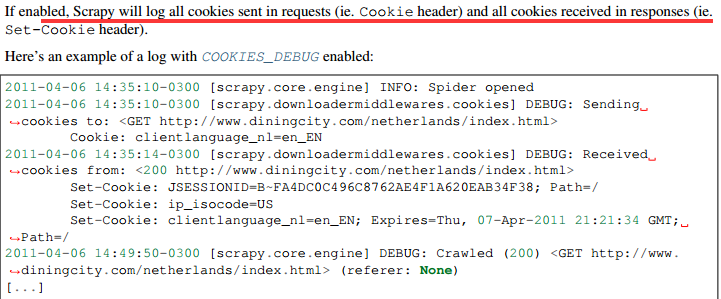 If enabled, Scrapy will log all cookies sent in requests (ie. Cookie header) and all cookies received in responses (ie.
Set-Cookie header).
Here's an example of a log with COOKIES_DEBUG enabled:
2011-04-06 14:35:10-0300 [scrapy.core.engine] INFO: Spider opened
2011-04-06 14:35:10-0300 [scrapy.downloadermiddlewares.cookies] DEBUG: Sending␣
↪cookies to: <GET http://www.diningcity.com/netherlands/index.html>
Cookie: clientlanguage_nl=en_EN
2011-04-06 14:35:14-0300 [scrapy.downloadermiddlewares.cookies] DEBUG: Received␣
↪cookies from: <200 http://www.diningcity.com/netherlands/index.html>
Set-Cookie: JSESSIONID=B~FA4DC0C496C8762AE4F1A620EAB34F38; Path=/
Set-Cookie: ip_isocode=US
Set-Cookie: clientlanguage_nl=en_EN; Expires=Thu, 07-Apr-2011 21:21:34 GMT;␣
↪Path=/
2011-04-06 14:49:50-0300 [scrapy.core.engine] DEBUG: Crawled (200) <GET http://www.
↪diningcity.com/netherlands/index.html> (referer: None)
[...]